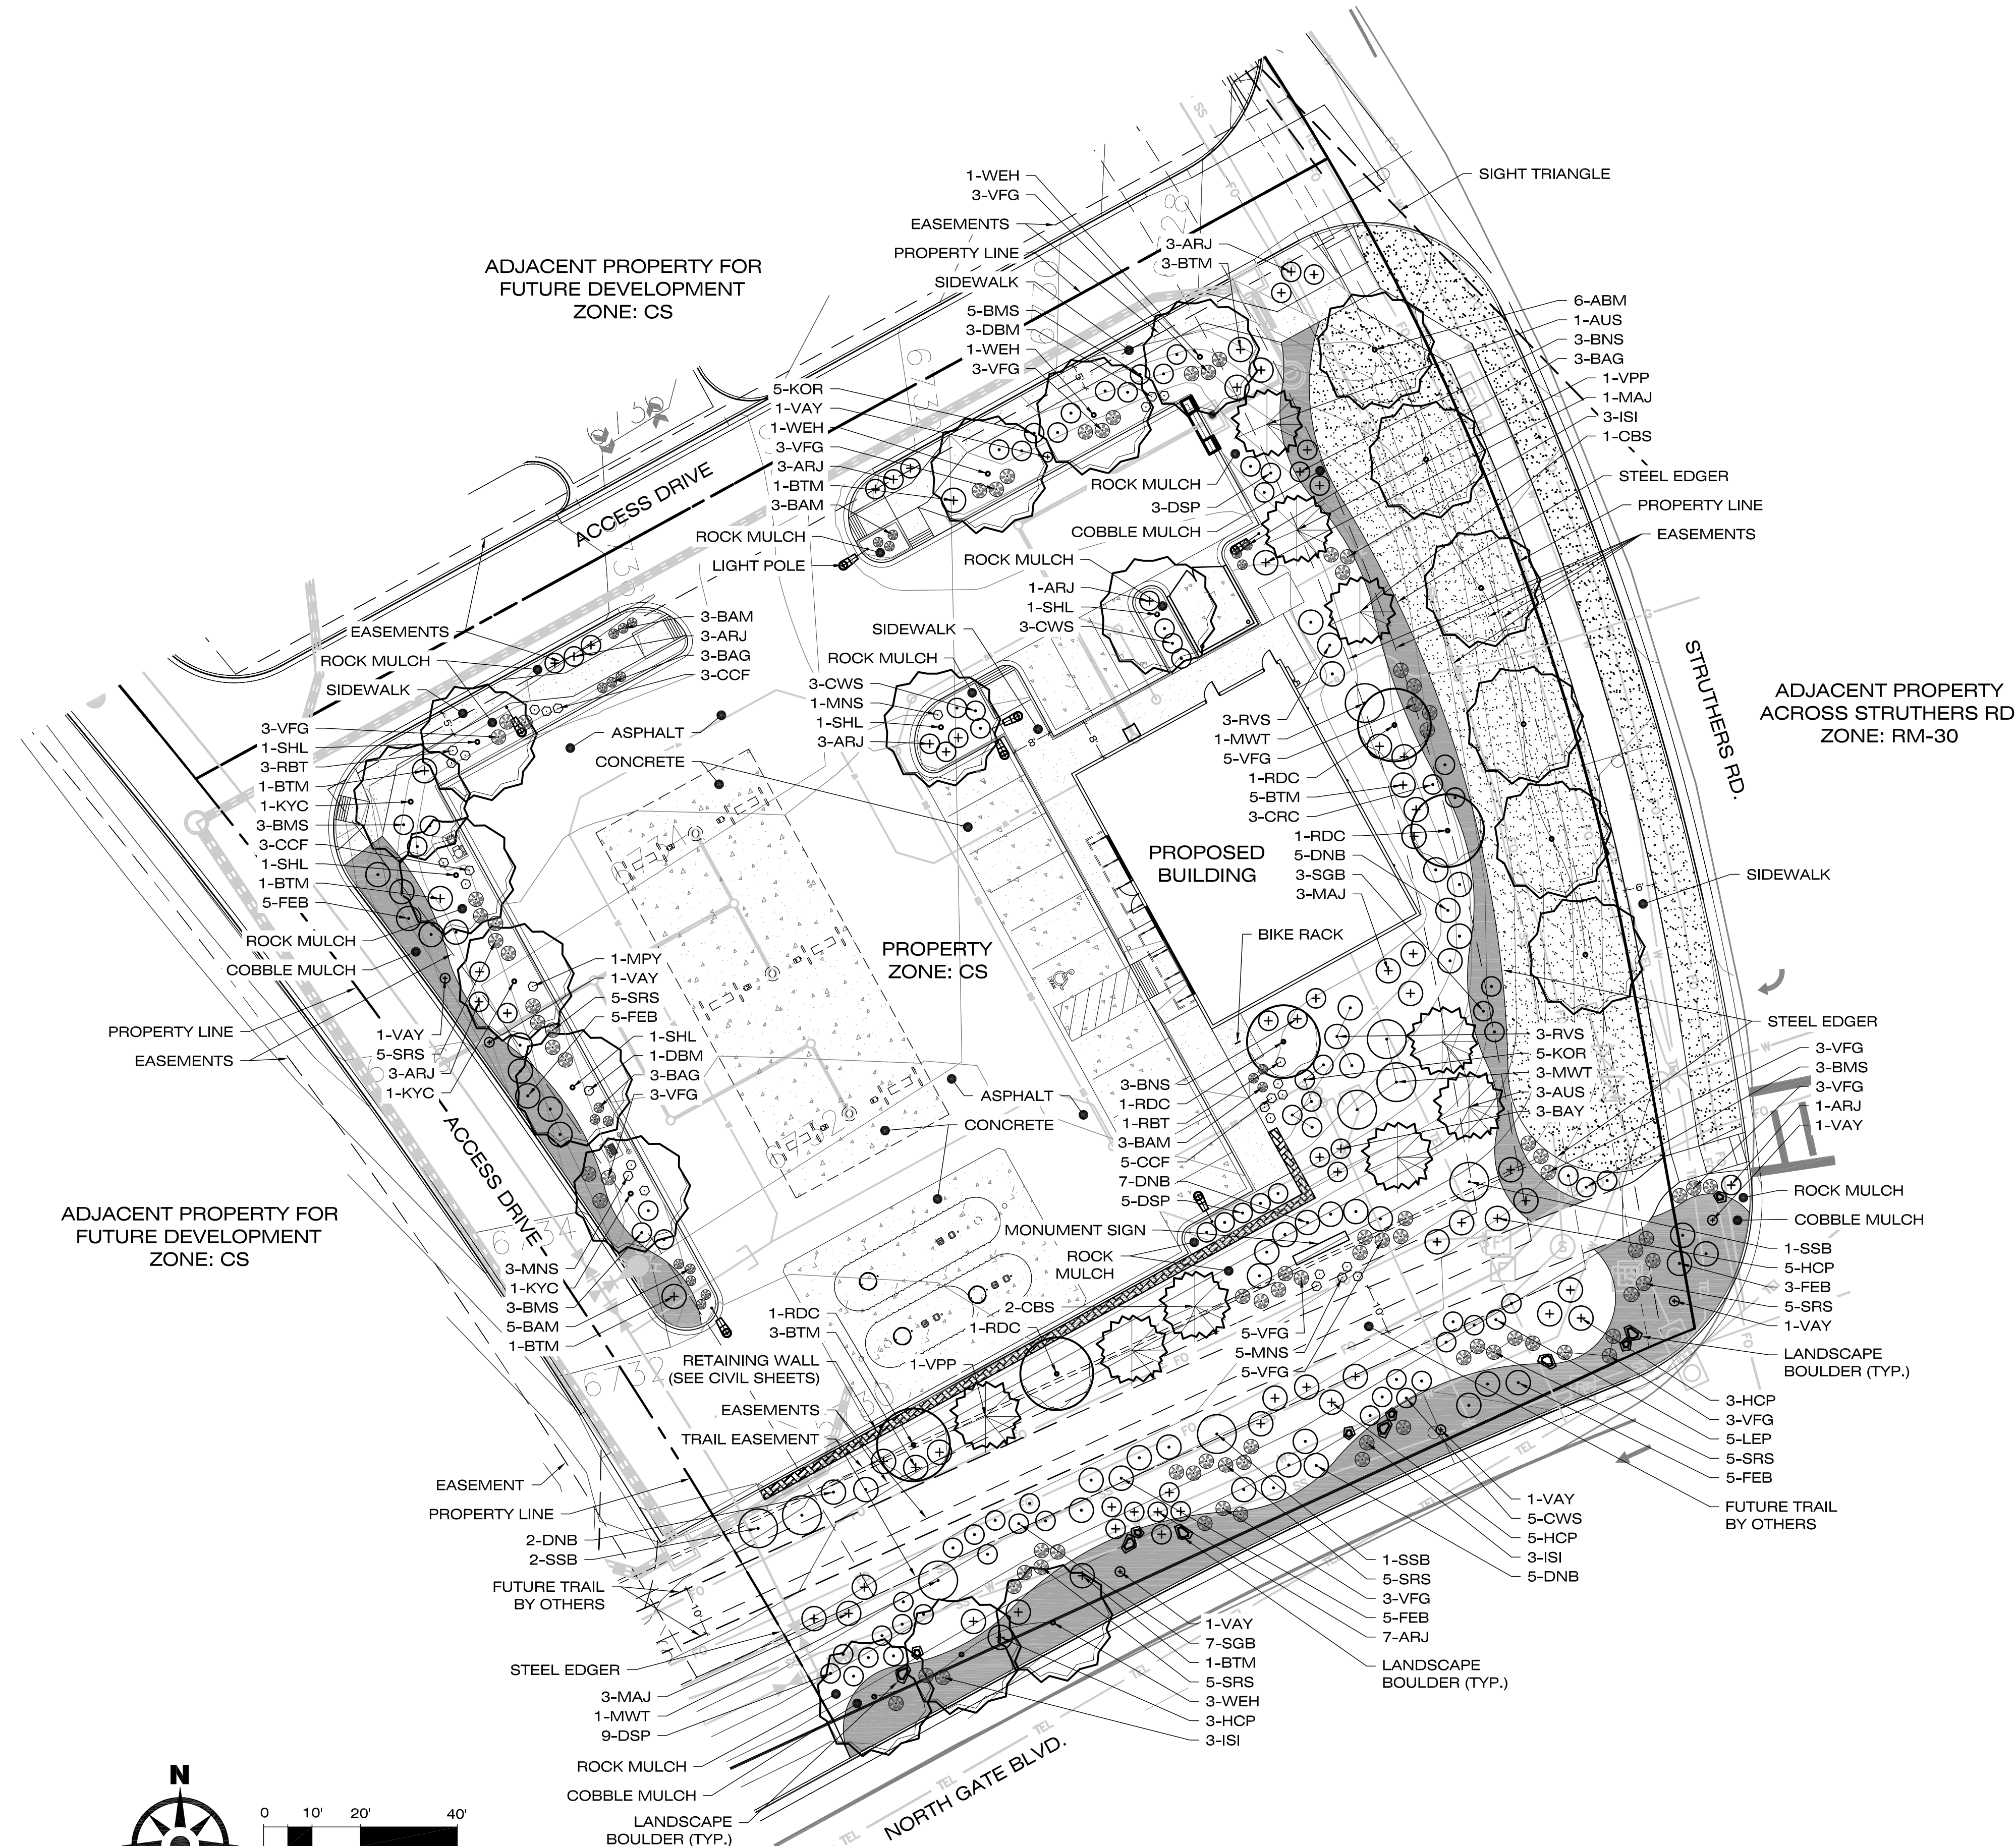 1-WEH
3-VFG
EASEMENTS
PROPERTY LINE
SIDEWALK
5-BMS
3-DBM
1-WEH
3-VFG
3-ARJ
3-BTM
SIGHT TRIANGLE
ADJACENT PROPERTY FOR
FUTURE DEVELOPMENT
ZONE: CS
5-KOR
1-VAY
1-WEH
3-VFG
3-ARJ
1-BTM
3-BAM
ROCK MULCH
LIGHT POLE
ACCESS DRIVE
6-ABM
1-AUS
3-BNS
3-BAG
1-VPP
1-MAJ
3-ISI
1-CBS
STEEL EDGER
PROPERTY LINE
EASEMENTS
ROCK MULCH
3-DSP
COBBLE MULCH
ROCK MULCH
1-ARJ
1-SHL
3-CWS
SIDEWALK
ROCK MULCH
3-CWS
1-MNS
1-SHL
3-ARJ
3-BAM
3-ARJ
3-BAG
3-CCF
EASEMENTS
ROCK MULCH
SIDEWALK
3-VFG
1-SHL
3-RBT
1-BTM
1-KYC
3-BMS
3-CCF
1-SHL
1-BTM
5-FEB
ROCK MULCH
COBBLE MULCH
PROPERTY LINE
EASEMENTS
ASPHALT
CONCRETE
3-RVS
1-MWT
5-VFG
1-RDC
5-BTM
3-CRC
1-RDC
5-DNB
3-SGB
3-MAJ
PROPOSED
BUILDING
BIKE RACK
PROPERTY
ZONE: CS
STRUTHERS RD.
ADJACENT PROPERTY
ACROSS STRUTHERS RD
ZONE: RM-30
SIDEWALK
1-MPY
1-VAY
5-SRS
5-FEB
1-SHL
1-DBM
3-BAG
3-VFG
1-VAY
5-SRS
3-ARJ
1-KYC
ACCESS DRIVE
ASPHALT
CONCRETE
3-BNS
1-RDC
1-RBT
3-BAM
5-CCF
7-DNB
5-DSP
MONUMENT SIGN
ROCK
MULCH
3-RVS
5-KOR
3-MWT
3-AUS
3-BAY
STEEL EDGER
3-VFG
3-BMS
3-VFG
1-ARJ
1-VAY
ROCK MULCH
COBBLE MULCH
1-SSB
5-HCP
3-FEB
5-SRS
1-VAY
LANDSCAPE
BOULDER (TYP.)
3-HCP
3-VFG
5-LEP
5-SRS
5-FEB
FUTURE TRAIL
BY OTHERS
ADJACENT PROPERTY FOR
FUTURE DEVELOPMENT
ZONE: CS
3-MNS
1-KYC
3-BMS
5-BAM
1-BTM
1-RDC
3-BTM
RETAINING WALL
(SEE CIVIL SHEETS)
EASEMENTS
TRAIL EASEMENT
2-CBS
1-RDC
1-VPP
5-VFG
5-MNS
5-VFG
EASEMENT
PROPERTY LINE
2-DNB
2-SSB
FUTURE TRAIL
BY OTHERS
STEEL EDGER
3-MAJ
1-MWT
9-DSP
ROCK MULCH
COBBLE MULCH
LANDSCAPE
BOULDER (TYP.)
1-VAY
5-CWS
5-HCP
3-ISI
5-DNB
1-SSB
5-SRS
3-VFG
5-FEB
7-ARJ
LANDSCAPE
BOULDER (TYP.)
1-VAY
7-SGB
1-BTM
5-SRS
3-WEH
3-HCP
3-ISI
NORTH GATE BLVD.
N
0 10' 20' 40'